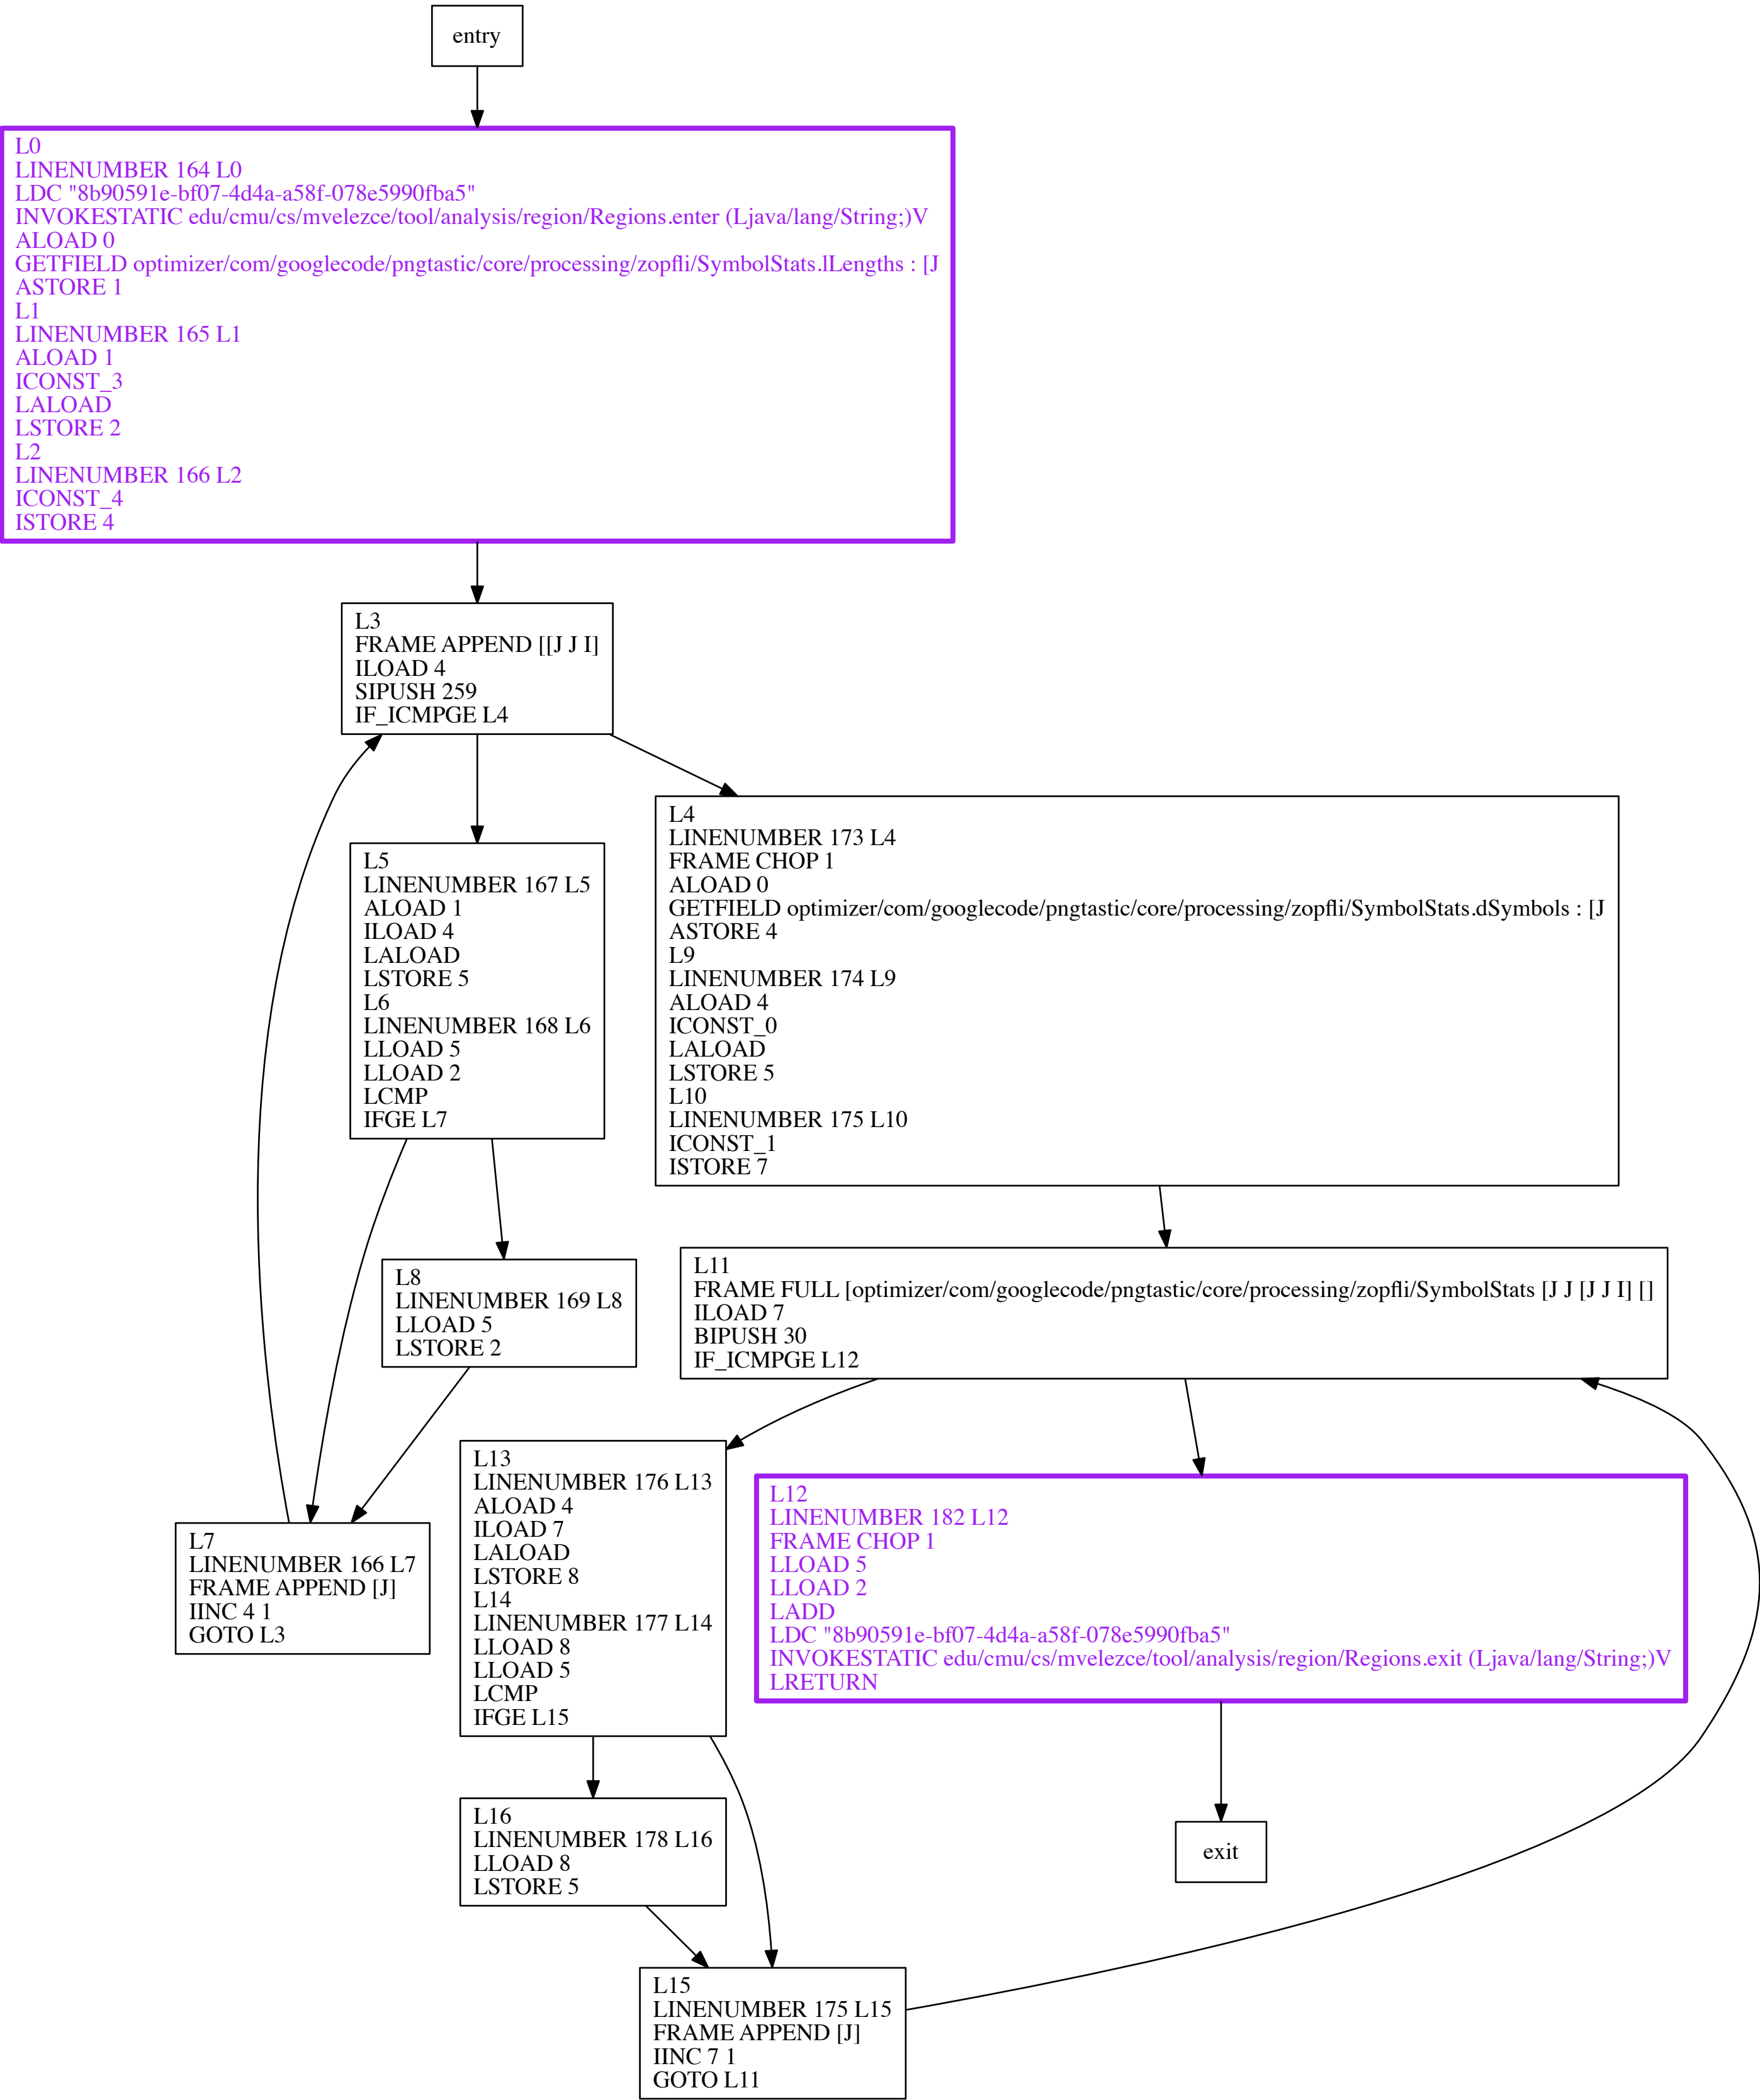 entry
L0
LINENUMBER 164 L0
LDC "8b90591e-bf07-4d4a-a58f-078e5990fba5"
INVOKESTATIC edu/cmu/cs/mvelezce/tool/analysis/region/Regions.enter (Ljava/lang/String;)V
ALOAD 0
GETFIELD optimizer/com/googlecode/pngtastic/core/processing/zopfli/SymbolStats.lLengths : [J
ASTORE 1
L1
LINENUMBER 165 L1
ALOAD 1
ICONST_3
LALOAD
LSTORE 2
L2
LINENUMBER 166 L2
ICONST_4
ISTORE 4
L3
FRAME APPEND [[J J I]
ILOAD 4
SIPUSH 259
IF_ICMPGE L4
L5
LINENUMBER 167 L5
ALOAD 1
ILOAD 4
LALOAD
LSTORE 5
L6
LINENUMBER 168 L6
LLOAD 5
LLOAD 2
LCMP
IFGE L7
L4
LINENUMBER 173 L4
FRAME CHOP 1
ALOAD 0
GETFIELD optimizer/com/googlecode/pngtastic/core/processing/zopfli/SymbolStats.dSymbols : [J
ASTORE 4
L9
LINENUMBER 174 L9
ALOAD 4
ICONST_0
LALOAD
LSTORE 5
L10
LINENUMBER 175 L10
ICONST_1
ISTORE 7
L8
LINENUMBER 169 L8
LLOAD 5
LSTORE 2
L11
FRAME FULL [optimizer/com/googlecode/pngtastic/core/processing/zopfli/SymbolStats [J J [J J I] []
ILOAD 7
BIPUSH 30
IF_ICMPGE L12
L7
LINENUMBER 166 L7
FRAME APPEND [J]
IINC 4 1
GOTO L3
L13
LINENUMBER 176 L13
ALOAD 4
ILOAD 7
LALOAD
LSTORE 8
L14
LINENUMBER 177 L14
LLOAD 8
LLOAD 5
LCMP
IFGE L15
L12
LINENUMBER 182 L12
FRAME CHOP 1
LLOAD 5
LLOAD 2
LADD
LDC "8b90591e-bf07-4d4a-a58f-078e5990fba5"
INVOKESTATIC edu/cmu/cs/mvelezce/tool/analysis/region/Regions.exit (Ljava/lang/String;)V
LRETURN
L16
LINENUMBER 178 L16
LLOAD 8
LSTORE 5
exit
L15
LINENUMBER 175 L15
FRAME APPEND [J]
IINC 7 1
GOTO L11